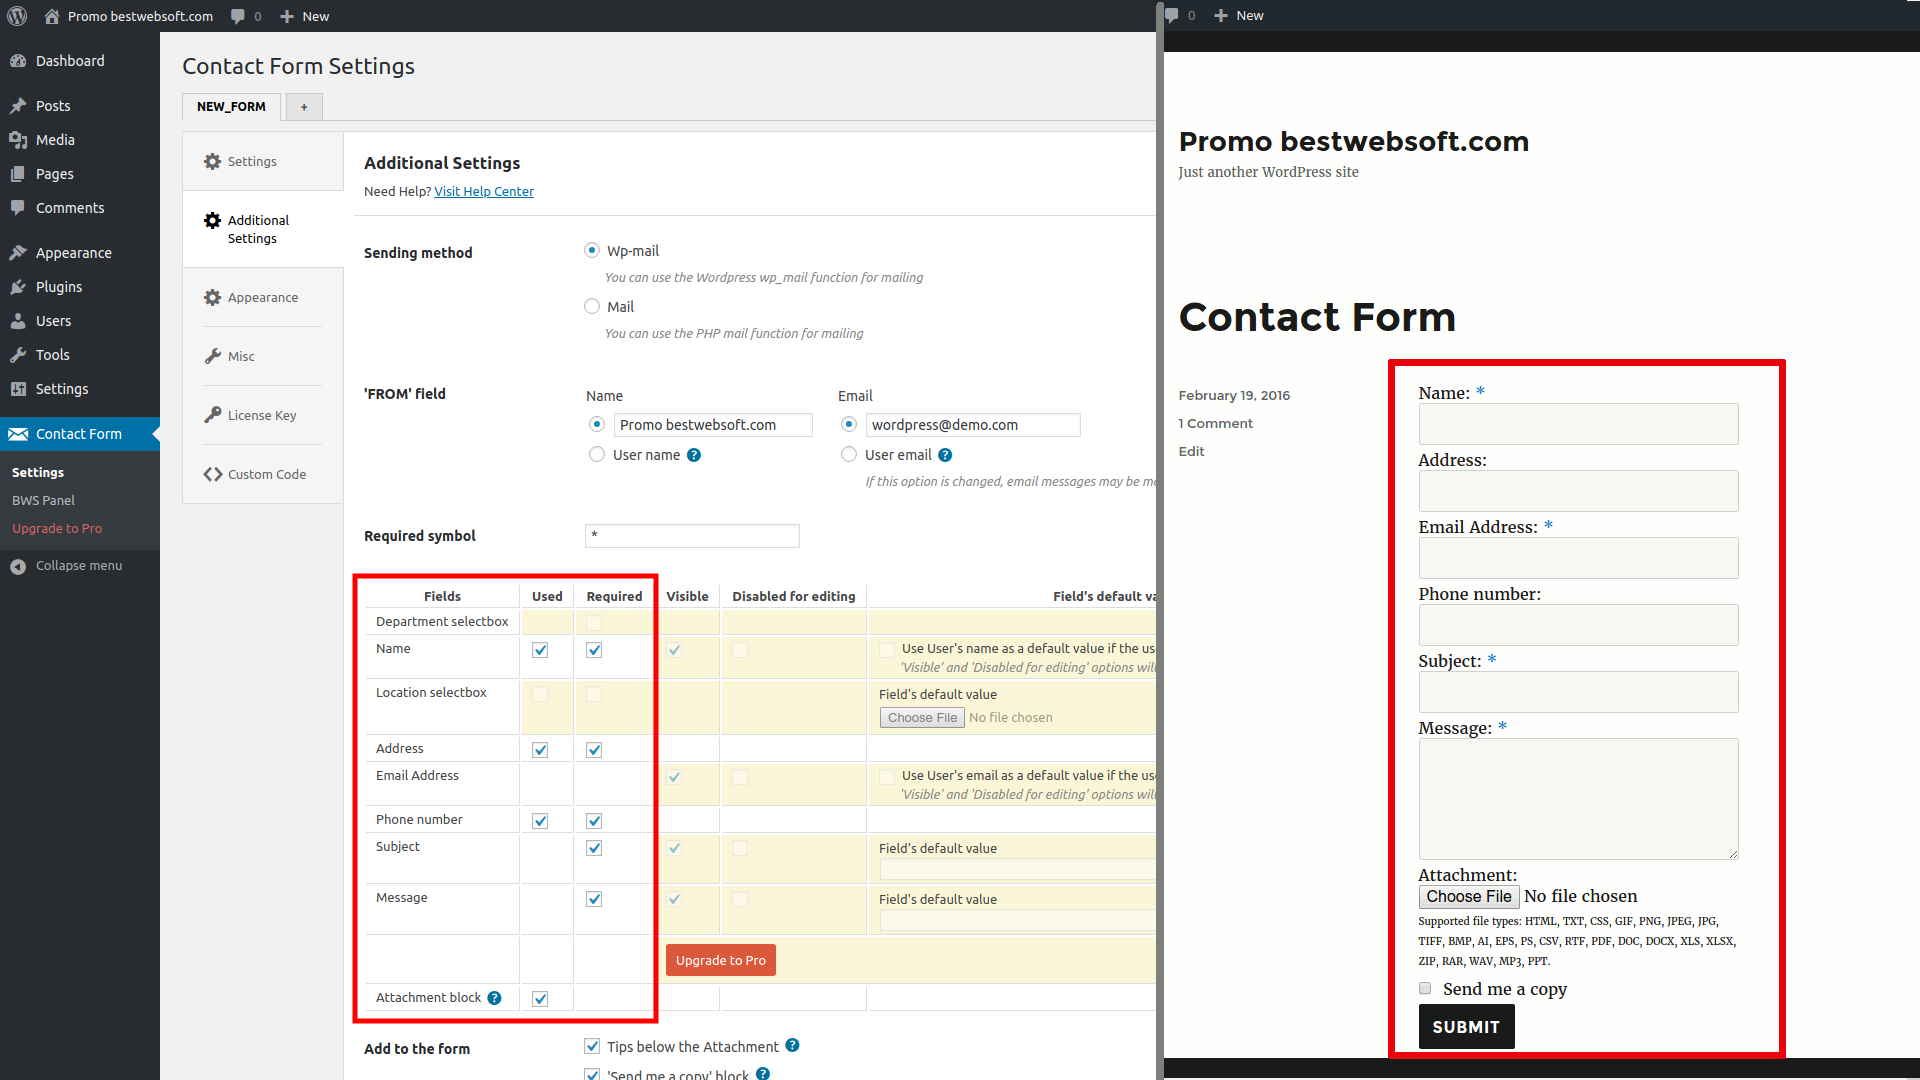 Promo bestwebsoft.com 0 New
Dashboard
Posts
Media
Pages
Comments
Appearance
Plugins
Users
Tools
Settings
Contact Form
Settings
BWS Panel
Upgrade to Pro
Collapse menu
Contact Form Settings
NEW_FORM +
Settings
Additional
Settings
Appearance
Misc
License Key
Custom Code
Additional Settings
Need Help? Visit Help Center
Sending method
Wp-mail
You can use the Wordpress wp_mail function for mailing
Mail
You can use the PHP mail function for mailing
'FROM' field
Name Email
Promo bestwebsoft.com wordpress@demo.com
User name ? User email ?
If this option is changed, email messages may be mo
Required symbol *
Fields Used Required Visible Disabled for editing Field's default va
Department selectbox
Name Use User's name as a default value if the use
'Visible' and 'Disabled for editing' options will
Location selectbox Field's default value
Choose File No file chosen
Address
Email Address Use User's email as a default value if the use
'Visible' and 'Disabled for editing' options will
Phone number
Subject Field's default value
Message Field's default value
Upgrade to Pro
Attachment block ?
Add to the form
Tips below the Attachment ?
'Send me a copy' block ?
0 New
Promo bestwebsoft.com
Just another WordPress site
Contact Form
February 19, 2016
1 Comment
Edit
Name: *
Address:
Email Address: *
Phone number:
Subject: *
Message: *
Attachment:
Choose File No file chosen
Supported file types: HTML, TXT, CSS, GIF, PNG, JPEG, JPG,
TIFF, BMP, AI, EPS, PS, CSV, RTF, PDF, DOC, DOCX, XLS, XLSX,
ZIP, RAR, WAV, MP3, PPT.
Send me a copy
SUBMIT